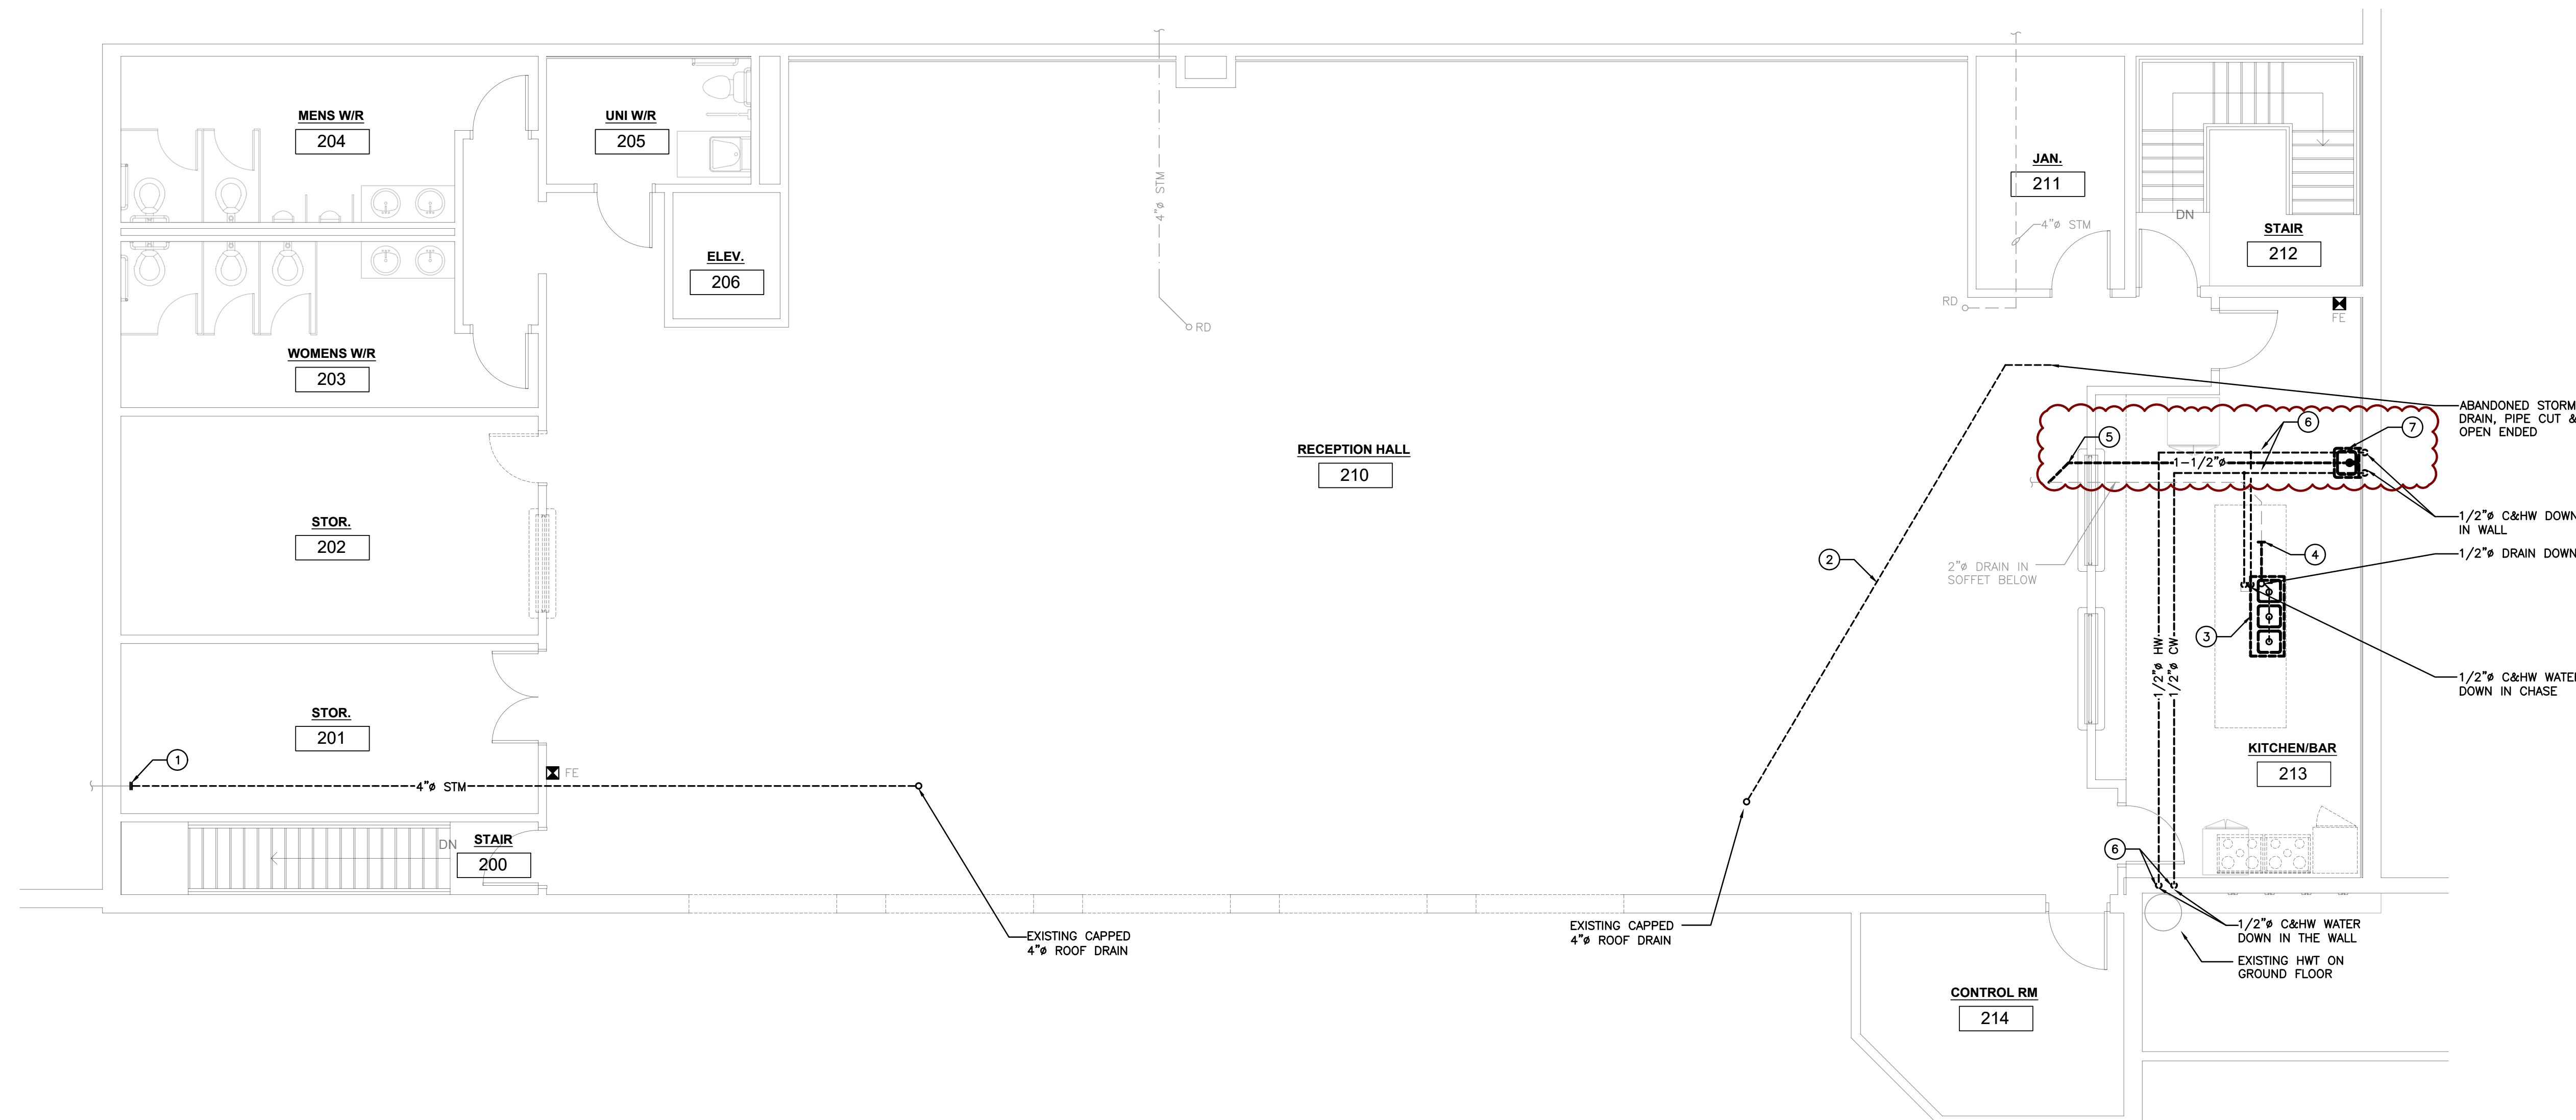 MENS W/R
204
UNI W/R
205
4"ø STM
JAN.
211
4"ø STM
DN
STAIR
212
ELEV.
206
RD
RD
FE
WOMENS W/R
203
ABANDONED STORM
DRAIN, PIPE CUT &
OPEN ENDED
6
7
5
1-1/2"ø
RECEPTION HALL
210
STOR.
202
1/2"ø C&HW DOWN
IN WALL
1/2"ø DRAIN DOWN
4
2
2"ø DRAIN IN
SOFFET BELOW
3
1/2"ø HW
1/2"ø CW
1/2"ø C&HW WATER
DOWN IN CHASE
STOR.
201
1
4"ø STM
FE
KITCHEN/BAR
213
DN
STAIR
200
6
EXISTING CAPPED
4"ø ROOF DRAIN
EXISTING CAPPED
4"ø ROOF DRAIN
1/2"ø C&HW WATER
DOWN IN THE WALL
EXISTING HWT ON
GROUND FLOOR
CONTROL RM
214